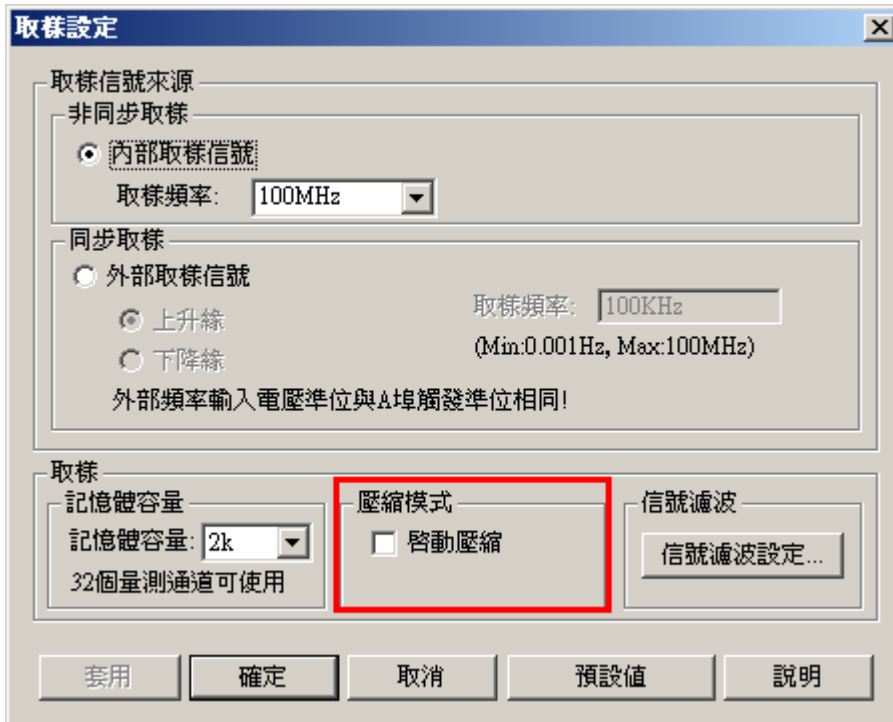 取樣設定
取樣信號來源
非同步取樣
內部取樣信號
取樣頻率: 100MHz
同步取樣
外部取樣信號
上升緣
取樣頻率: 100KHz
下降緣
(Min:0.001Hz, Max:100MHz)
外部頻率輸入電壓準位與A埠觸發準位相同!
取樣
記憶體容量
記憶體容量: 2k
32個量測通道可使用
壓縮模式
啓動壓縮
信號濾波
信號濾波設定...
套用
確定
取消
預設值
說明